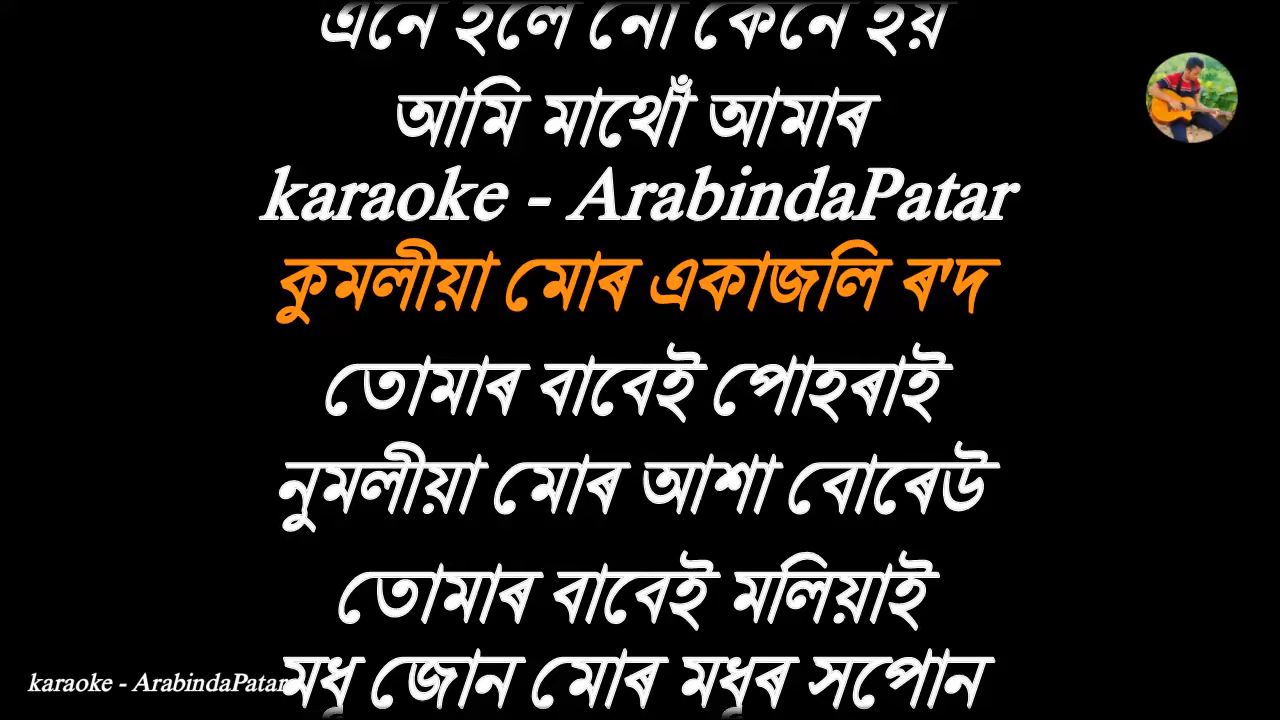 এনে হলে নো কেনে হয়
আমি মাথোঁ আমাৰ
karaoke - ArabindaPatar
কুমলীয়া মোৰ একাজলি ৰ'দ
তোমাৰ বাবেই পোহৰাই
নুমলীয়া মোৰ আশা বোৰেউ
তোমাৰ বাবেই মলিয়াই
মধু জোন মোৰ মধুৰ সপোন
karaoke - ArabindaPatar